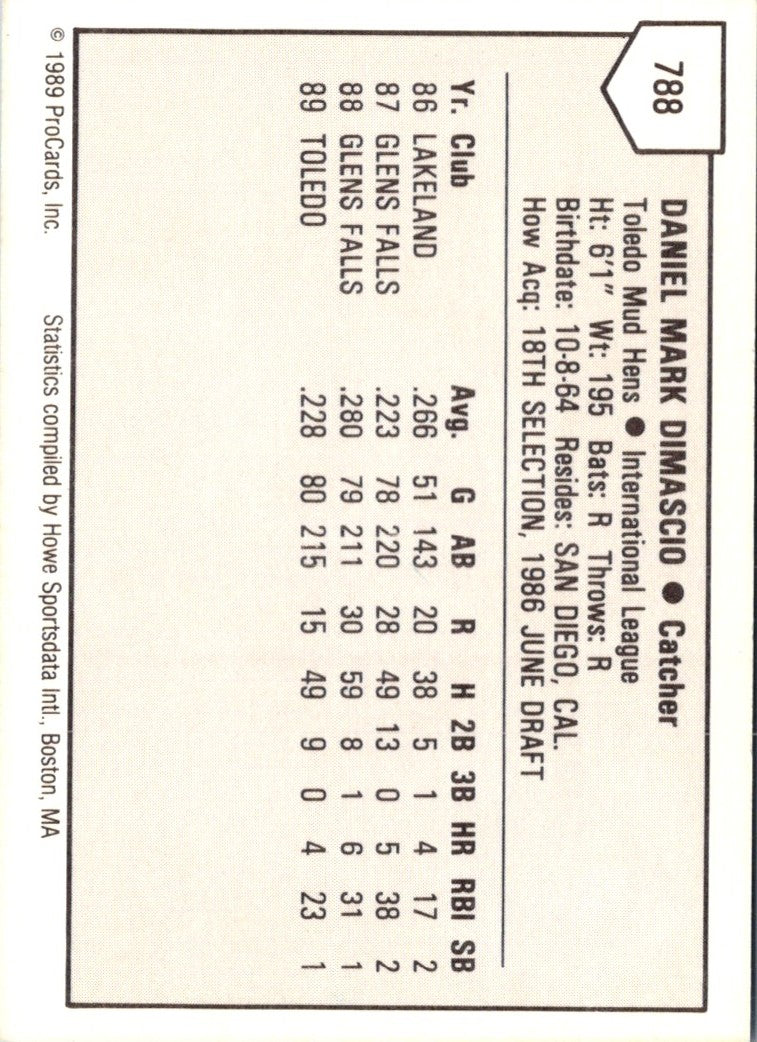 788
DANIEL MARK DIMASCIO ● Catcher
Toledo Mud Hens ● International League
Ht: 6'1" Wt: 195 Bats: R Throws: R
Birthdate: 10-8-64 Resides: SAN DIEGO, CAL.
How Acq: 18TH SELECTION, 1986 JUNE DRAFT
Yr. Club Avg. G AB R H 2B 3B HR RBI SB
86 LAKELAND .266 51 143 20 38 5 1 4 17 2
87 GLENS FALLS .223 78 220 28 49 13 0 5 38 2
88 GLENS FALLS .280 79 211 30 59 8 1 6 31 1
89 TOLEDO .228 80 215 15 49 9 0 4 23 1
© 1989 ProCards, Inc. Statistics compiled by Howe Sportsdata Intl., Boston, MA